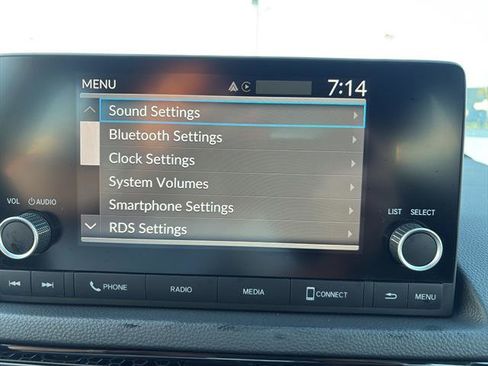 MENU 7:14
Sound Settings
Bluetooth Settings
Clock Settings
System Volumes
Smartphone Settings
RDS Settings
VOL AUDIO
LIST SELECT
PHONE RADIO MEDIA CONNECT MENU